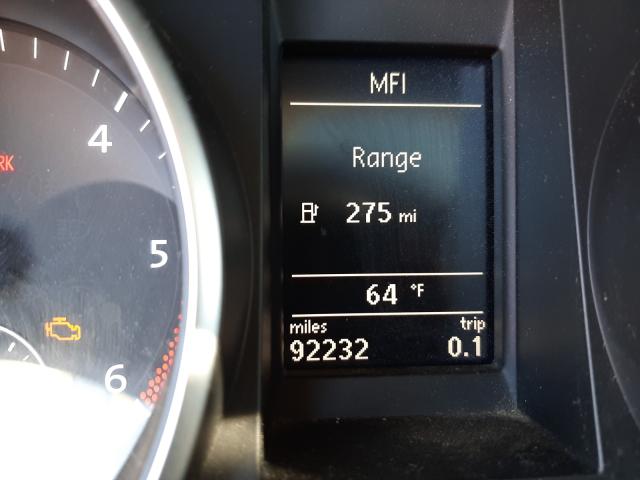 MFI
Range
275 mi
64 °F
miles trip
92232 0.1
4
5
6
RK